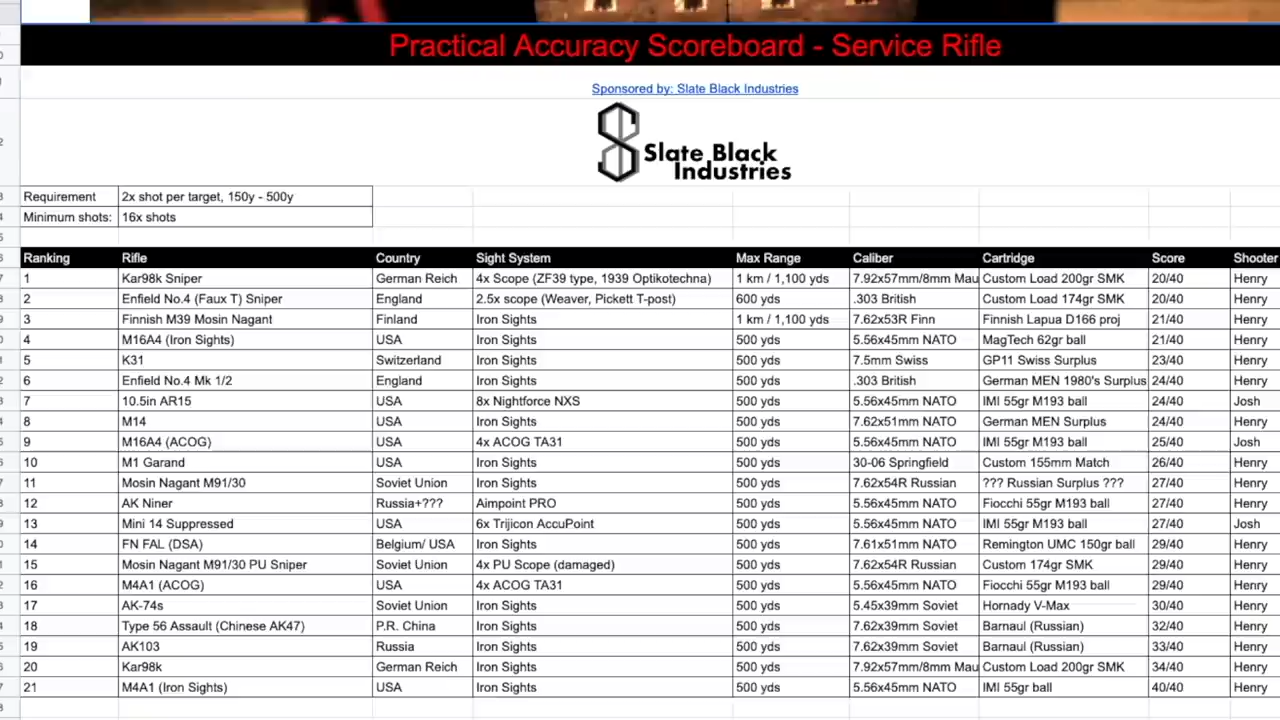 Practical Accuracy Scoreboard - Service Rifle
Sponsored by: Slate Black Industries
Slate Black
Industries
Requirement 2x shot per target, 150y - 500y
Minimum shots: 16x shots
Ranking Rifle Country Sight System Max Range Caliber Cartridge Score Shooter
1 Kar98k Sniper German Reich 4x Scope (ZF39 type, 1939 Optikotechna) 1 km / 1,100 yds 7.92x57mm/8mm Mau Custom Load 200gr SMK 20/40 Henry
2 Enfield No.4 (Faux T) Sniper England 2.5x scope (Weaver, Pickett T-post) 600 yds .303 British Custom Load 174gr SMK 20/40 Henry
3 Finnish M39 Mosin Nagant Finland Iron Sights 1 km / 1,100 yds 7.62x53R Finn Finnish Lapua D166 proj 21/40 Henry
4 M16A4 (Iron Sights) USA Iron Sights 500 yds 5.56x45mm NATO MagTech 62gr ball 21/40 Henry
5 K31 Switzerland Iron Sights 500 yds 7.5mm Swiss GP11 Swiss Surplus 23/40 Henry
6 Enfield No.4 Mk 1/2 England Iron Sights 500 yds .303 British German MEN 1980's Surplus 24/40 Henry
7 10.5in AR15 USA 8x Nightforce NXS 500 yds 5.56x45mm NATO IMI 55gr M193 ball 24/40 Josh
8 M14 USA Iron Sights 500 yds 7.62x51mm NATO German MEN Surplus 24/40 Henry
9 M16A4 (ACOG) USA 4x ACOG TA31 500 yds 5.56x45mm NATO IMI 55gr M193 ball 25/40 Josh
10 M1 Garand USA Iron Sights 500 yds 30-06 Springfield Custom 155mm Match 26/40 Henry
11 Mosin Nagant M91/30 Soviet Union Iron Sights 500 yds 7.62x54R Russian ??? Russian Surplus ??? 27/40 Henry
12 AK Niner Russia+??? Aimpoint PRO 500 yds 5.56x45mm NATO Fiocchi 55gr M193 ball 27/40 Henry
13 Mini 14 Suppressed USA 6x Trijicon AccuPoint 500 yds 5.56x45mm NATO IMI 55gr M193 ball 27/40 Josh
14 FN FAL (DSA) Belgium/ USA Iron Sights 500 yds 7.61x51mm NATO Remington UMC 150gr ball 29/40 Henry
15 Mosin Nagant M91/30 PU Sniper Soviet Union 4x PU Scope (damaged) 500 yds 7.62x54R Russian Custom 174gr SMK 29/40 Henry
16 M4A1 (ACOG) USA 4x ACOG TA31 500 yds 5.56x45mm NATO Fiocchi 55gr M193 ball 29/40 Henry
17 AK-74s Soviet Union Iron Sights 500 yds 5.45x39mm Soviet Hornady V-Max 30/40 Henry
18 Type 56 Assault (Chinese AK47) P.R. China Iron Sights 500 yds 7.62x39mm Soviet Barnaul (Russian) 32/40 Henry
19 AK103 Russia Iron Sights 500 yds 7.62x39mm Soviet Barnaul (Russian) 33/40 Henry
20 Kar98k German Reich Iron Sights 500 yds 7.92x57mm/8mm Mau Custom Load 200gr SMK 34/40 Henry
21 M4A1 (Iron Sights) USA Iron Sights 500 yds 5.56x45mm NATO IMI 55gr ball 40/40 Henry